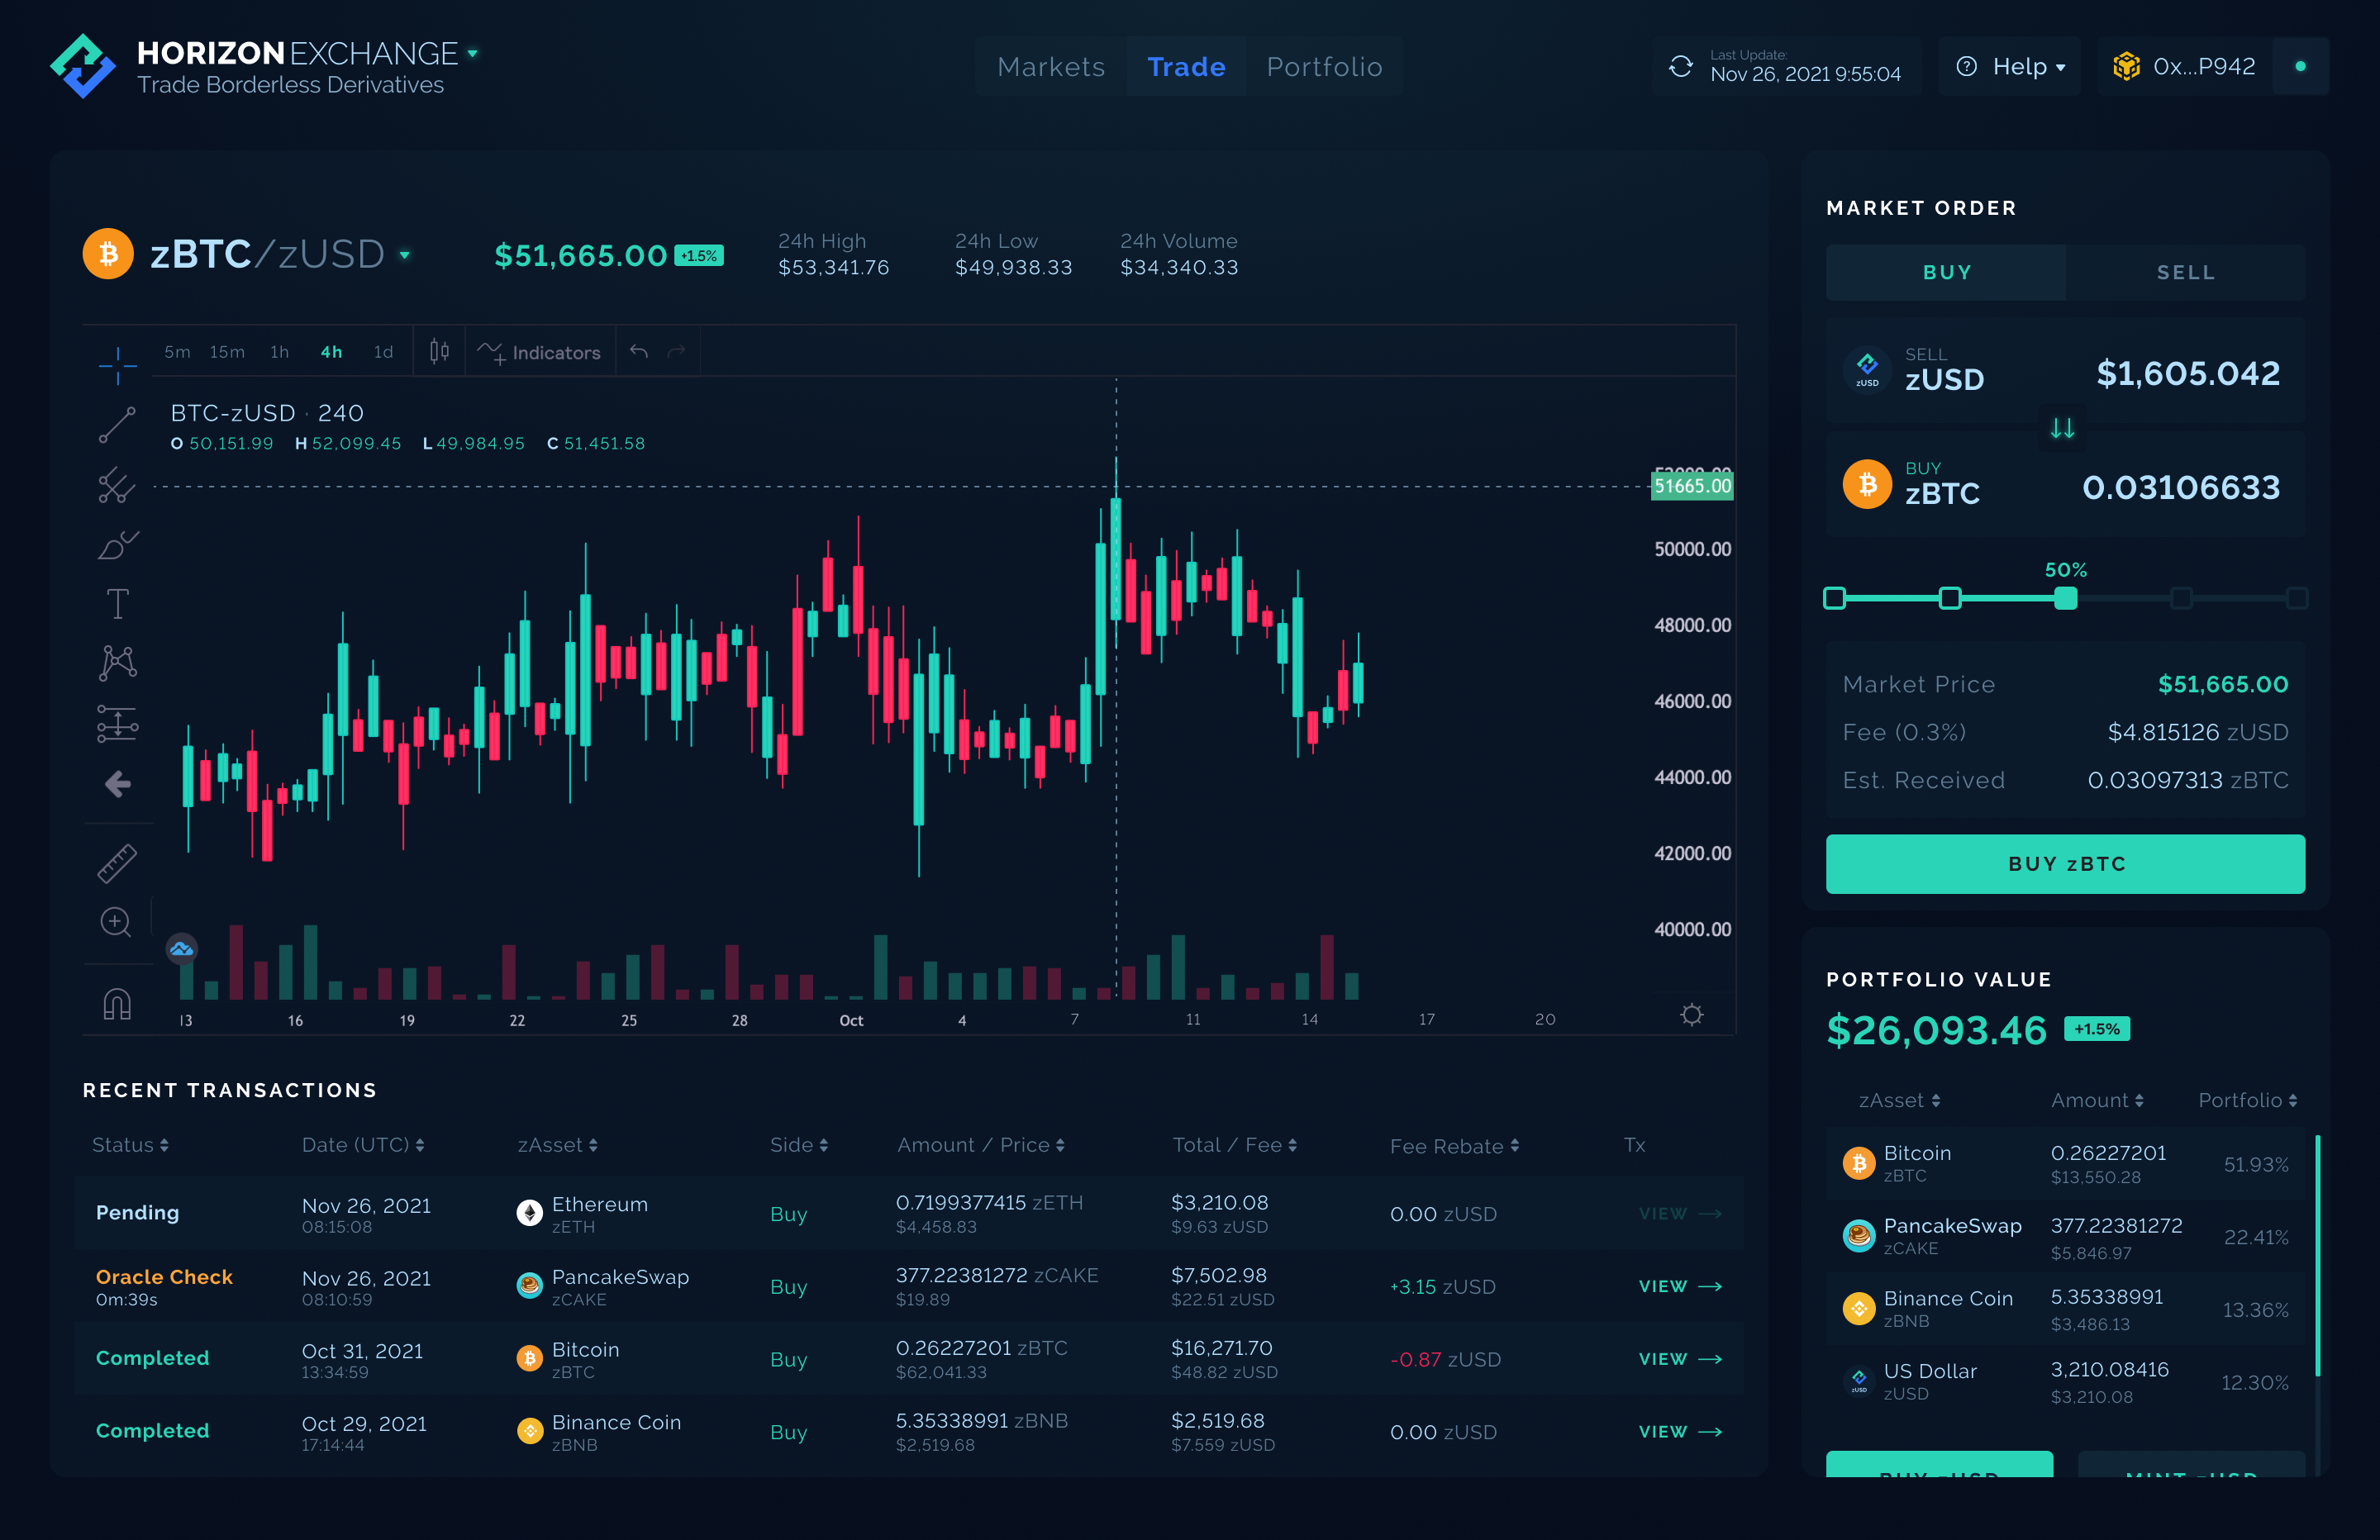 HORIZON EXCHANGE
Trade Borderless Derivatives
Markets Trade Portfolio
Last Update:
Nov 26, 2021 9:55:04
Help
0x...P942
zBTC/zUSD
$51,665.00 +1.5%
24h High
$53,341.76
24h Low
$49,938.33
24h Volume
$34,340.33
5m 15m 1h 4h 1d Indicators
BTC-zUSD · 240
O 50,151.99 H 52,099.45 L 49,984.95 C 51,451.58
51665.00
50000.00
48000.00
46000.00
44000.00
42000.00
40000.00
13 16 19 22 25 28 Oct 4 7 11 14 17 20
RECENT TRANSACTIONS
Status Date (UTC) zAsset Side Amount / Price Total / Fee Fee Rebate Tx
Pending Nov 26, 2021 Ethereum Buy 0.7199377415 zETH $3,210.08 0.00 zUSD VIEW
08:15:08 zETH $4,458.83 $9.63 zUSD
Oracle Check Nov 26, 2021 PancakeSwap Buy 377.22381272 zCAKE $7,502.98 +3.15 zUSD VIEW
0m:39s 08:10:59 zCAKE $19.89 $22.51 zUSD
Completed Oct 31, 2021 Bitcoin Buy 0.26227201 zBTC $16,271.70 -0.87 zUSD VIEW
13:34:59 zBTC $62,041.33 $48.82 zUSD
Completed Oct 29, 2021 Binance Coin Buy 5.35338991 zBNB $2,519.68 0.00 zUSD VIEW
17:14:44 zBNB $2,519.68 $7.559 zUSD
MARKET ORDER
BUY SELL
zUSD
SELL
zUSD $1,605.042
BUY
zBTC 0.03106633
50%
Market Price $51,665.00
Fee (0.3%) $4.815126 zUSD
Est. Received 0.03097313 zBTC
BUY zBTC
PORTFOLIO VALUE
$26,093.46 +1.5%
zAsset Amount Portfolio
Bitcoin 0.26227201 51.93%
zBTC $13,550.28
PancakeSwap 377.22381272 22.41%
zCAKE $5,846.97
Binance Coin 5.35338991 13.36%
zBNB $3,486.13
US Dollar 3,210.08416 12.30%
zUSD zUSD $3,210.08
BUY zUSD MINT zUSD